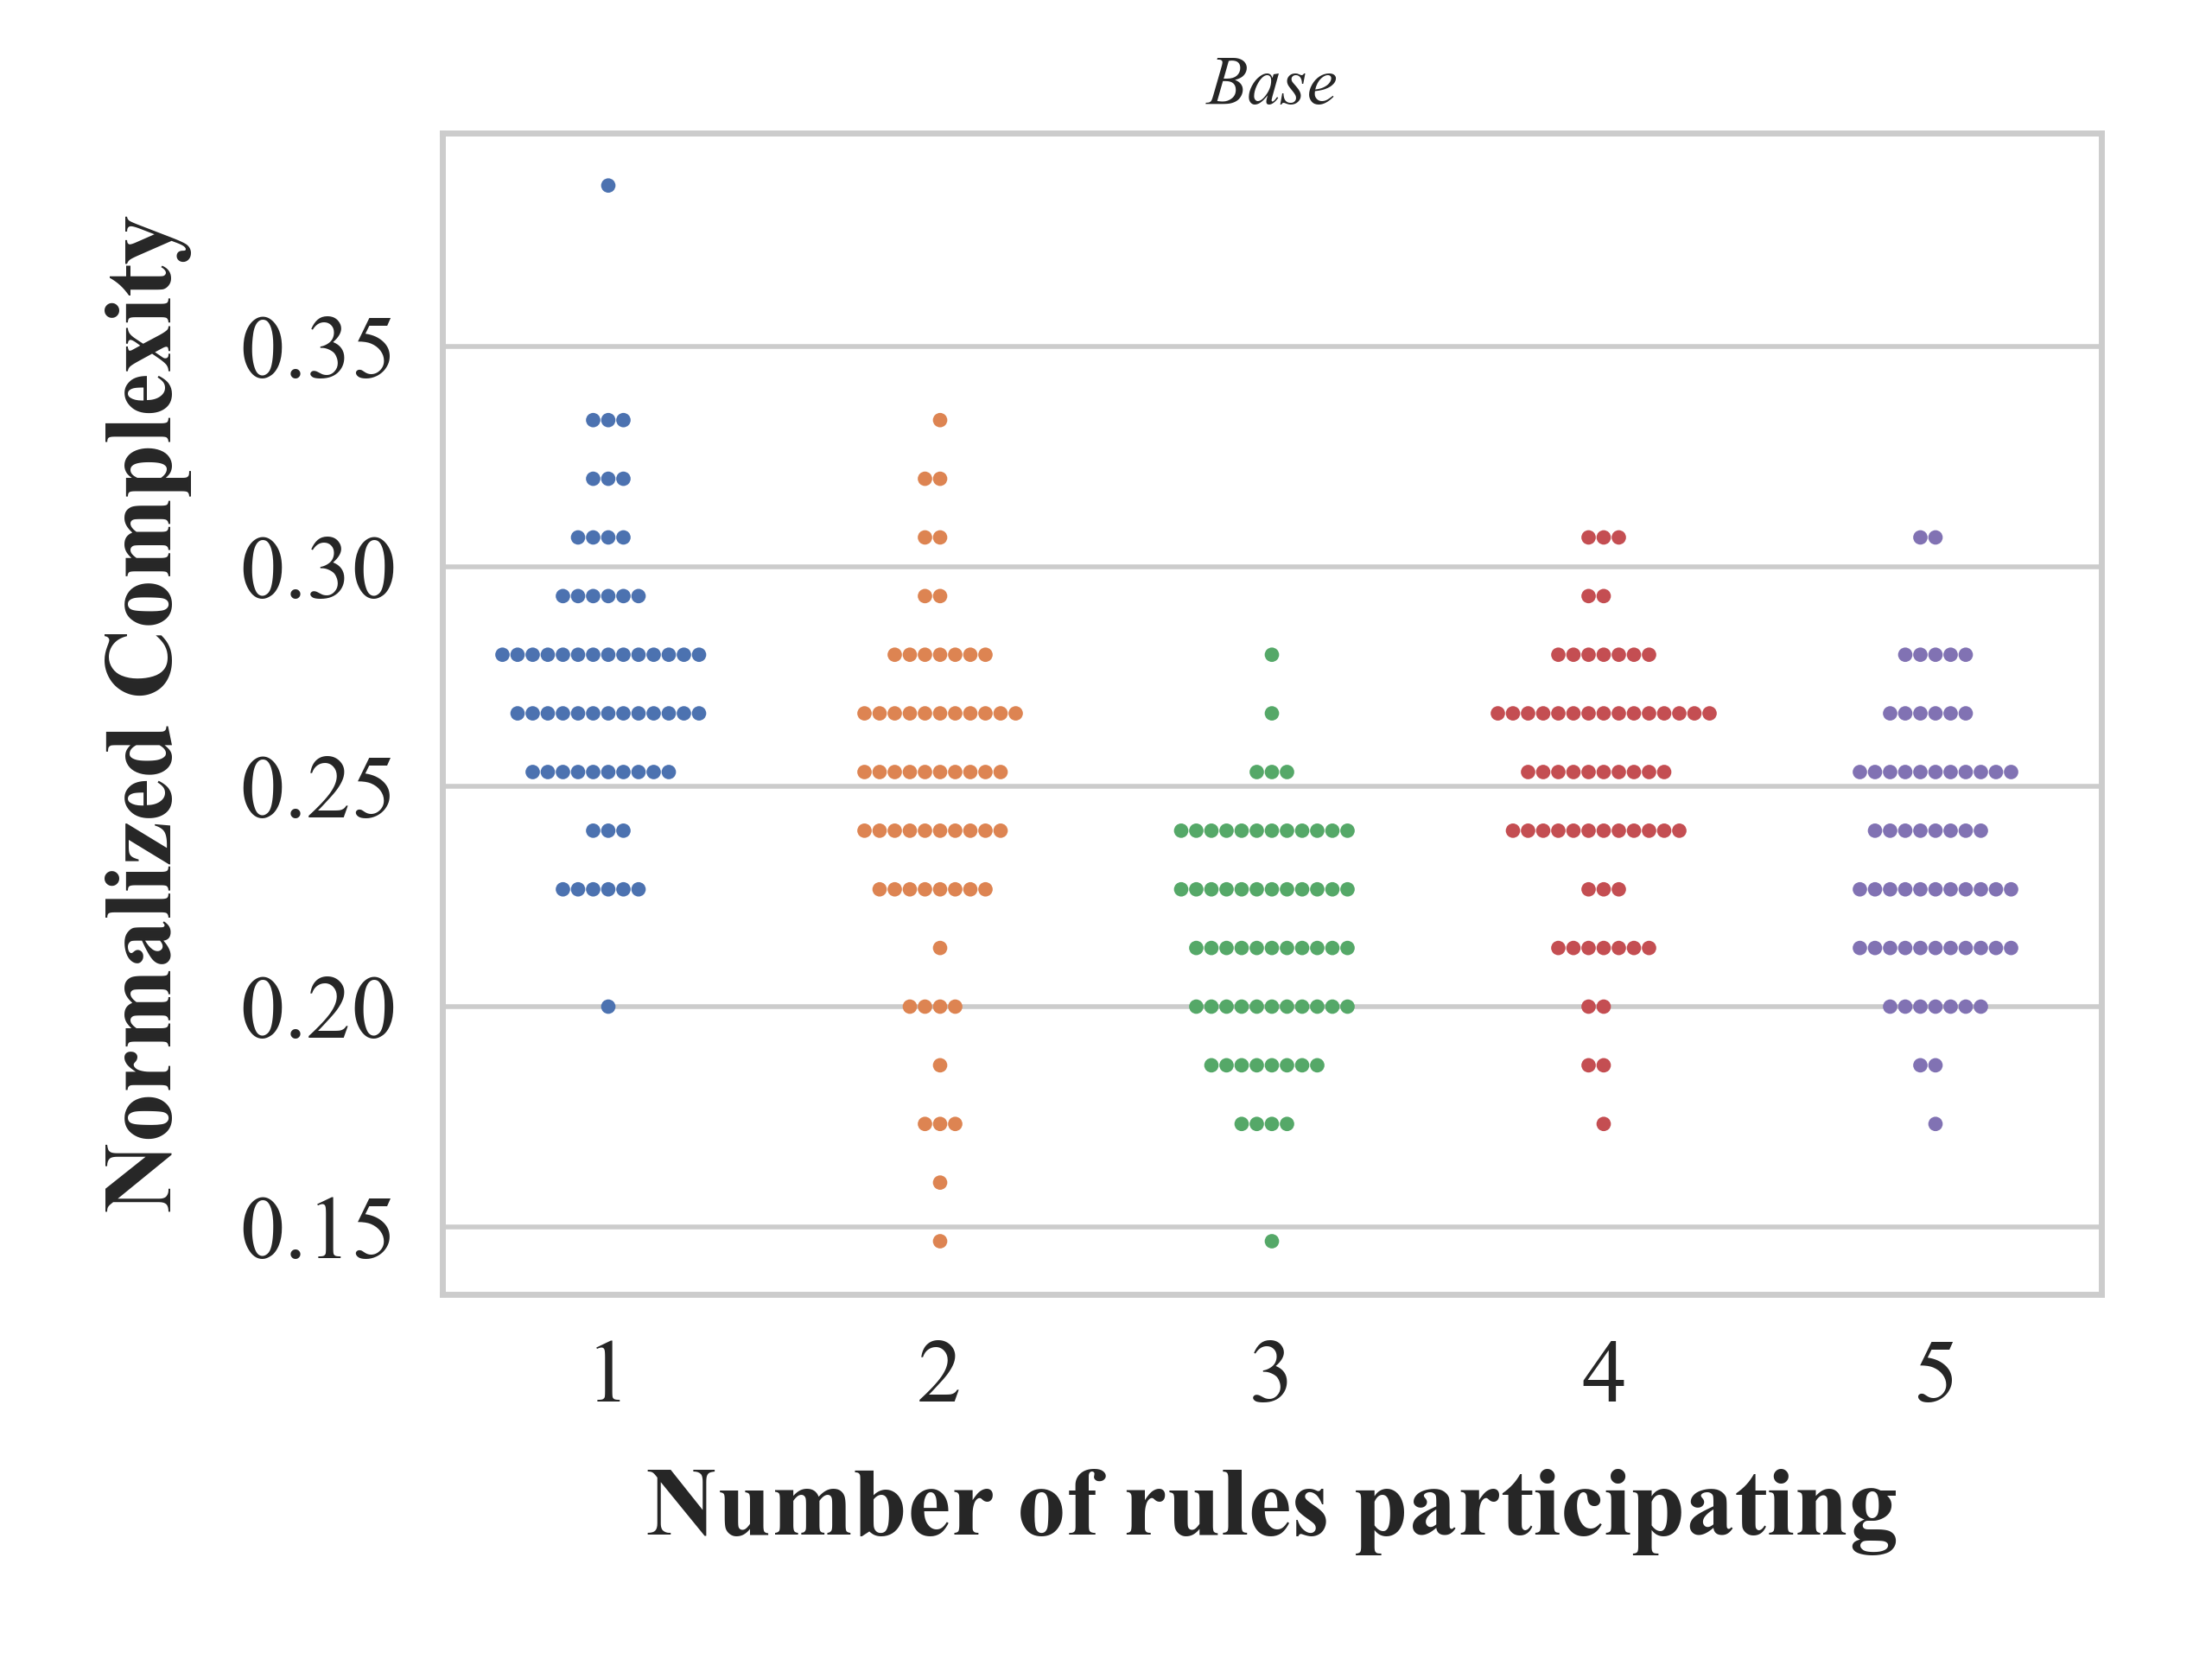 Base
Normalized Complexity
0.35
0.30
0.25
0.20
0.15
1 2 3 4 5
Number of rules participating